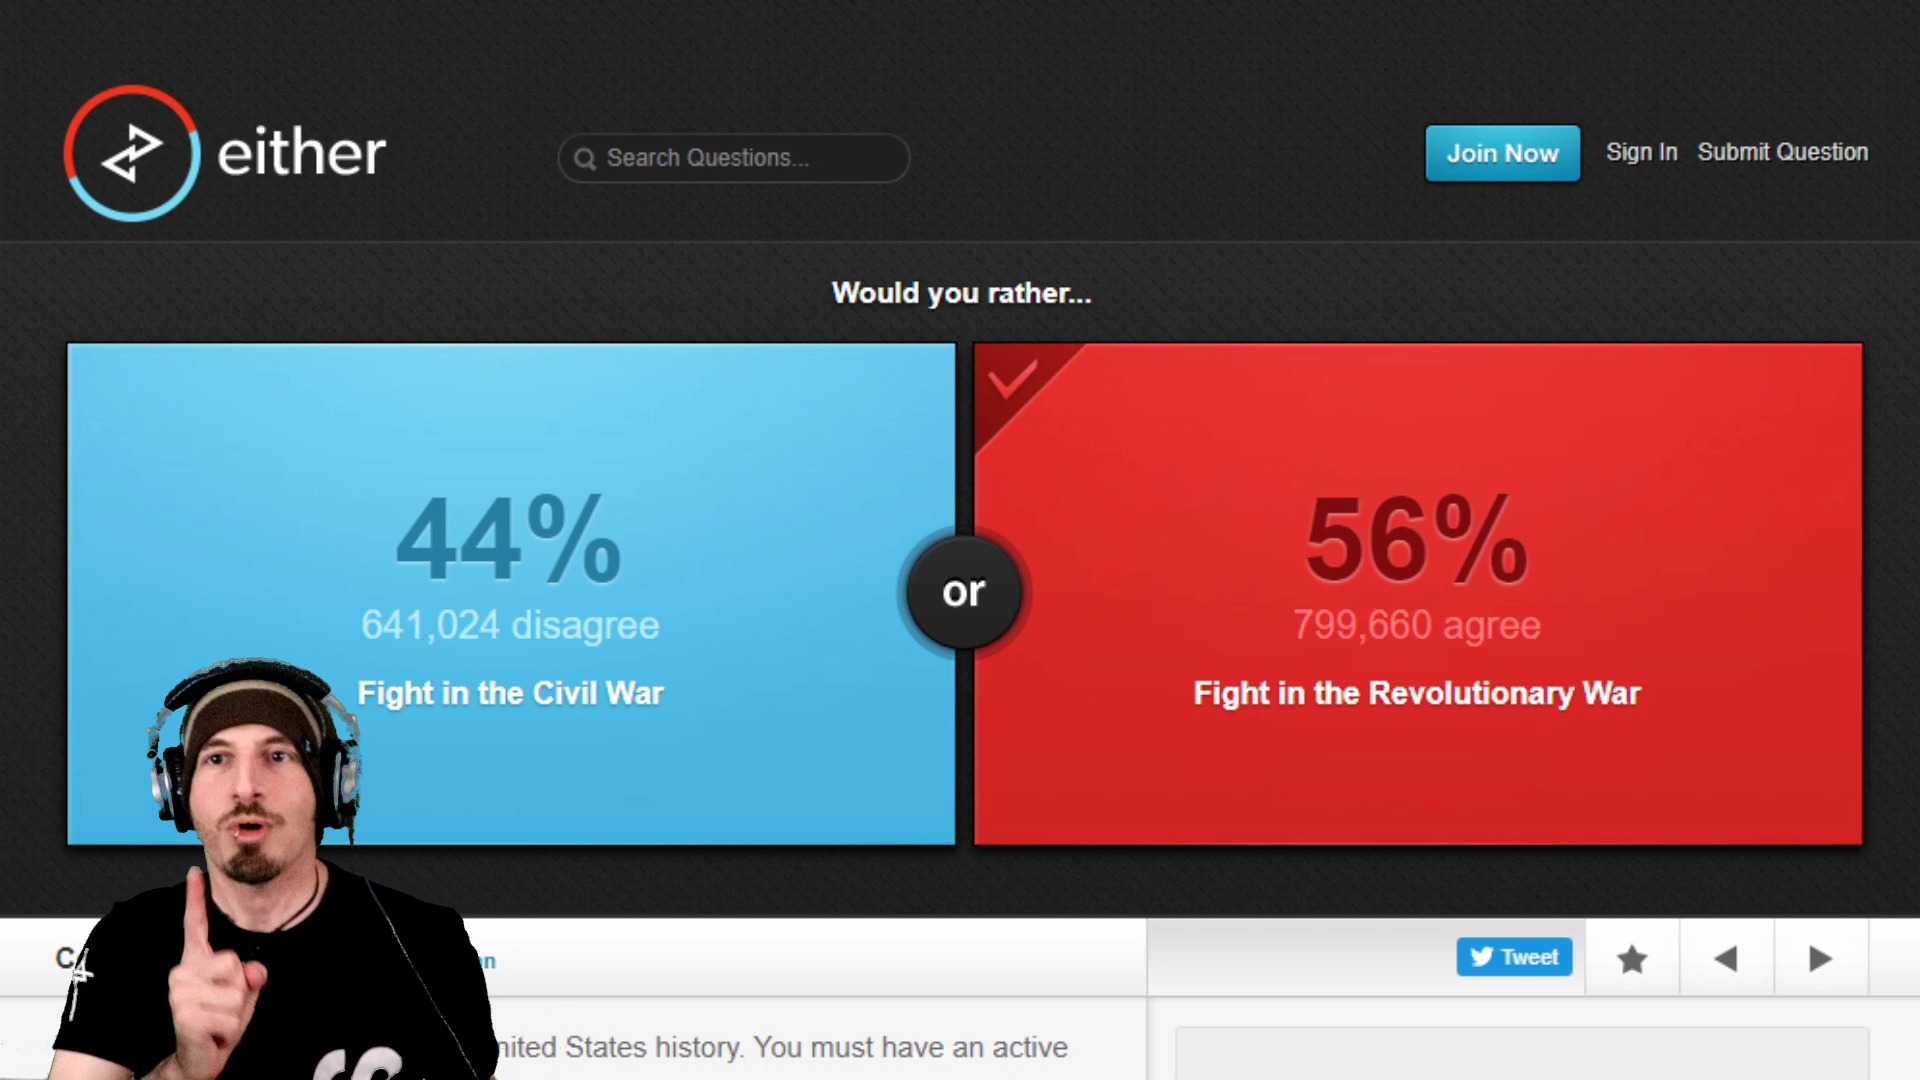 either
Search Questions...
Join Now
Sign In
Submit Question
Would you rather...
44%
641,024 disagree
Fight in the Civil War
or
56%
799,660 agree
Fight in the Revolutionary War
Tweet
States history. You must have an active